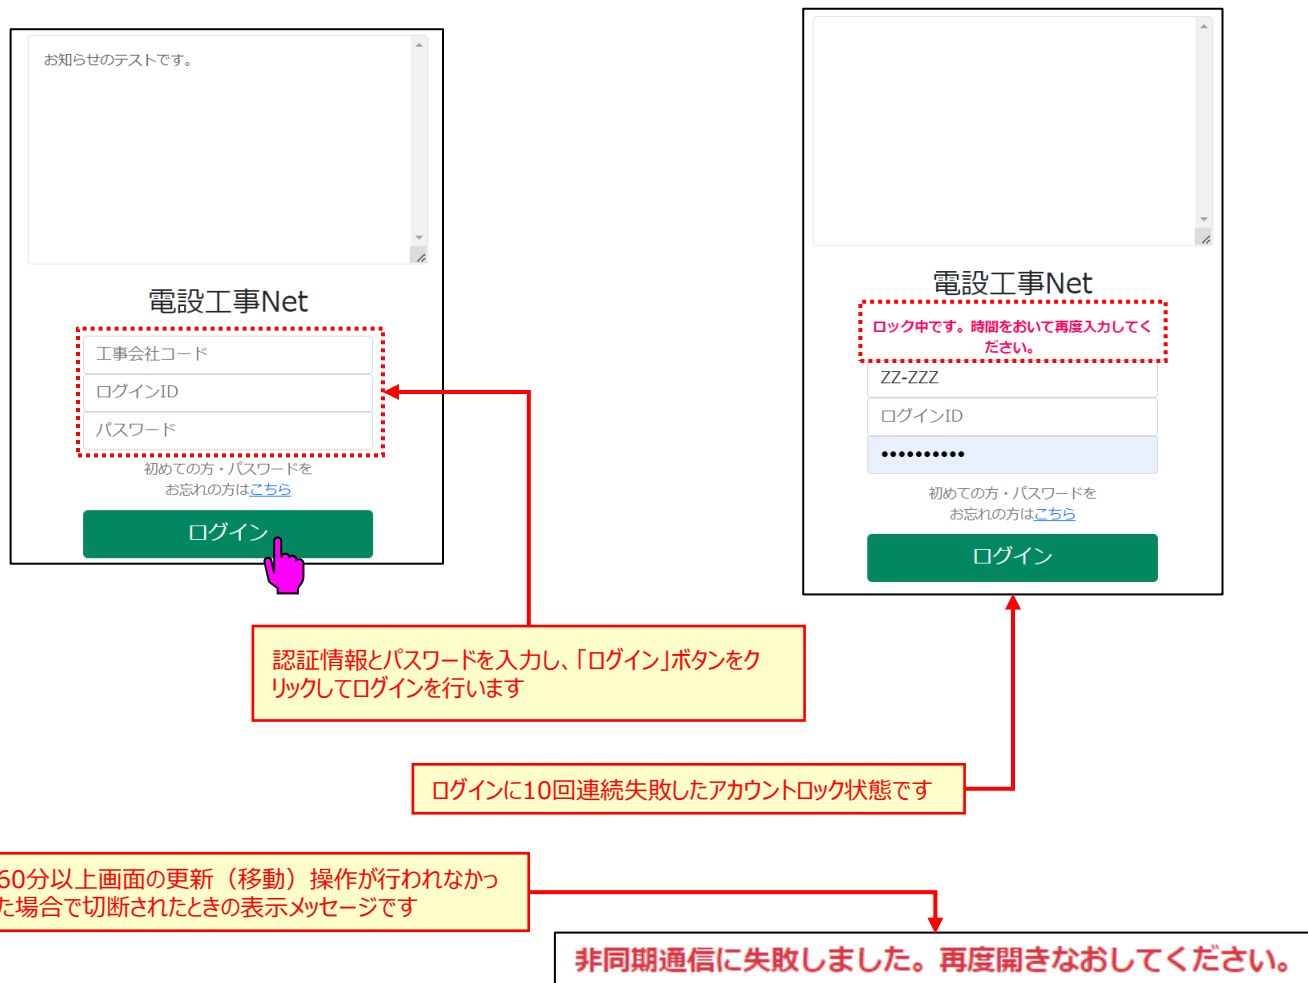 お知らせのテストです。
電設工事Net
工事会社コード
ログインID
パスワード
初めての方・パスワードを
お忘れの方はこちら
ログイン
電設工事Net
ロック中です。時間をおいて再度入力してく
ださい。
ZZ-ZZZ
ログインID
••••••••••
初めての方・パスワードを
お忘れの方はこちら
ログイン
認証情報とパスワードを入力し、「ログイン」ボタンをク
リックしてログインを行います
ログインに10回連続失敗したアカウントロック状態です
60分以上画面の更新（移動）操作が行われなかっ
た場合で切断されたときの表示メッセージです
非同期通信に失敗しました。再度開きなおしてください。